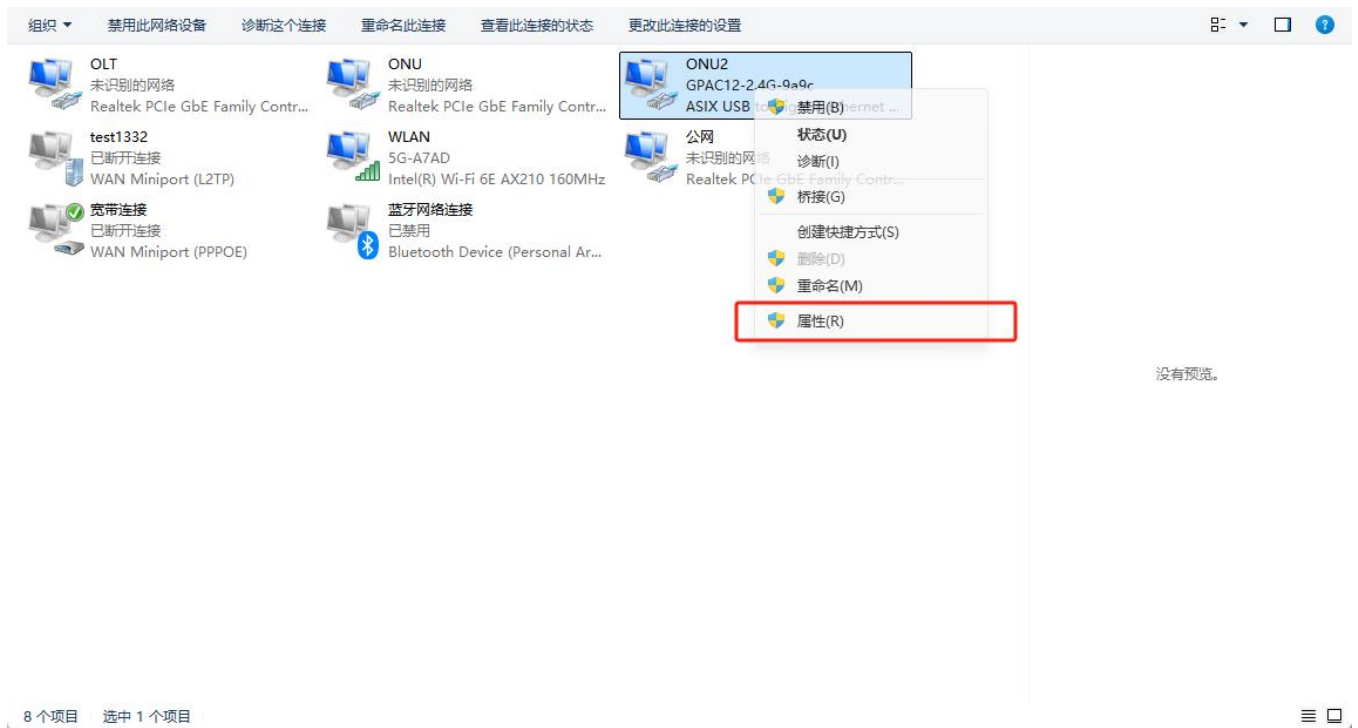 组织 禁用此网络设备 诊断这个连接 重命名此连接 查看此连接的状态 更改此连接的设置
OLT
未识别的网络
Realtek PCIe GbE Family Contr...
ONU
未识别的网络
Realtek PCIe GbE Family Contr...
ONU2
GPAC12-2.4G-9a9c
ASIX USB to Gigabit Ethernet ...
test1332
已断开连接
WAN Miniport (L2TP)
WLAN
5G-A7AD
Intel(R) Wi-Fi 6E AX210 160MHz
公网
未识别的网络
Realtek PCIe GbE Family Contr...
宽带连接
已断开连接
WAN Miniport (PPPOE)
蓝牙网络连接
已禁用
Bluetooth Device (Personal Ar...
禁用(B)
状态(U)
诊断(I)
桥接(G)
创建快捷方式(S)
删除(D)
重命名(M)
属性(R)
没有预览。
8 个项目 选中 1 个项目